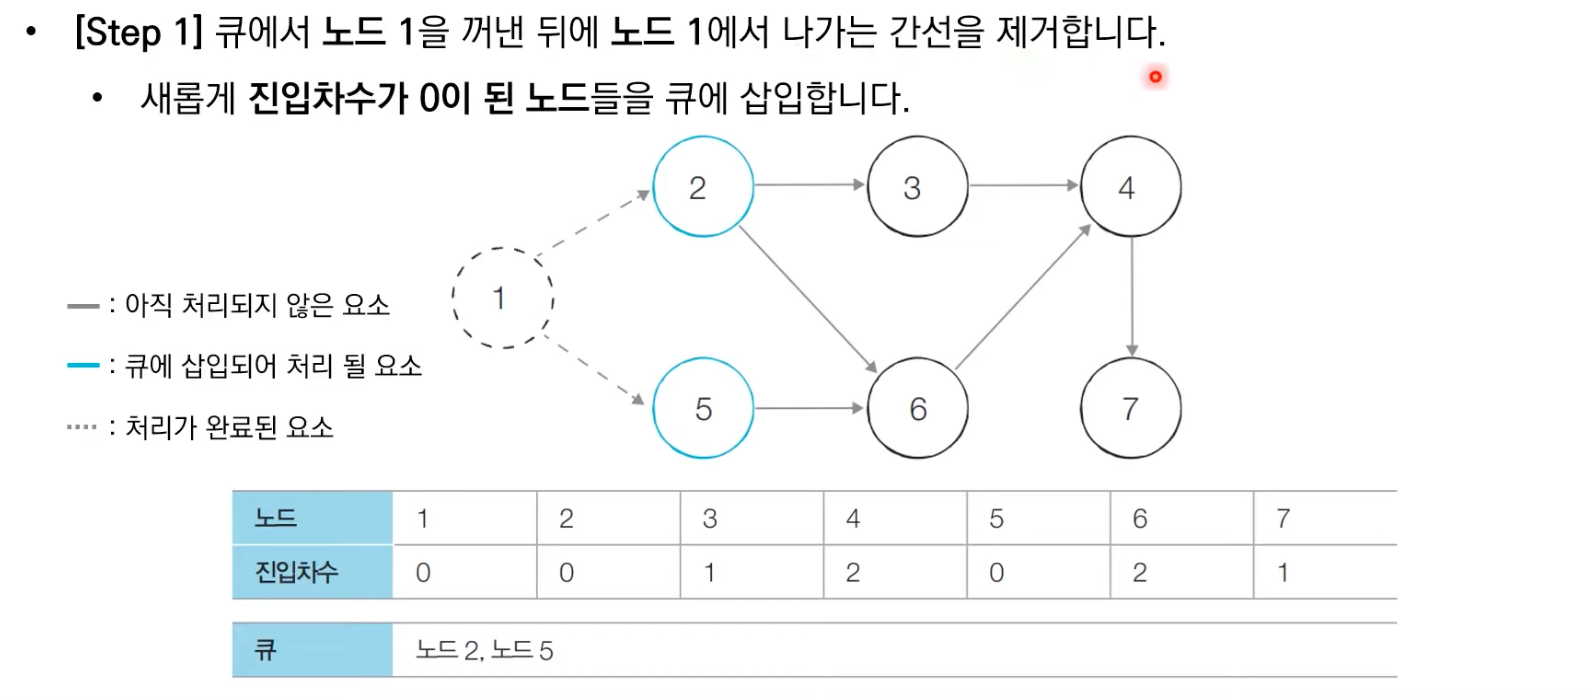 • [Step 1] 큐에서 노드 1을 꺼낸 뒤에 노드 1에서 나가는 간선을 제거합니다.
• 새롭게 진입차수가 0이 된 노드들을 큐에 삽입합니다.
2 3 4
1
: 아직 처리되지 않은 요소
: 큐에 삽입되어 처리 될 요소
5 6 7
: 처리가 완료된 요소
노드 1 2 3 4 5 6 7
진입차수 0 0 1 2 0 2 1
큐 노드 2, 노드 5